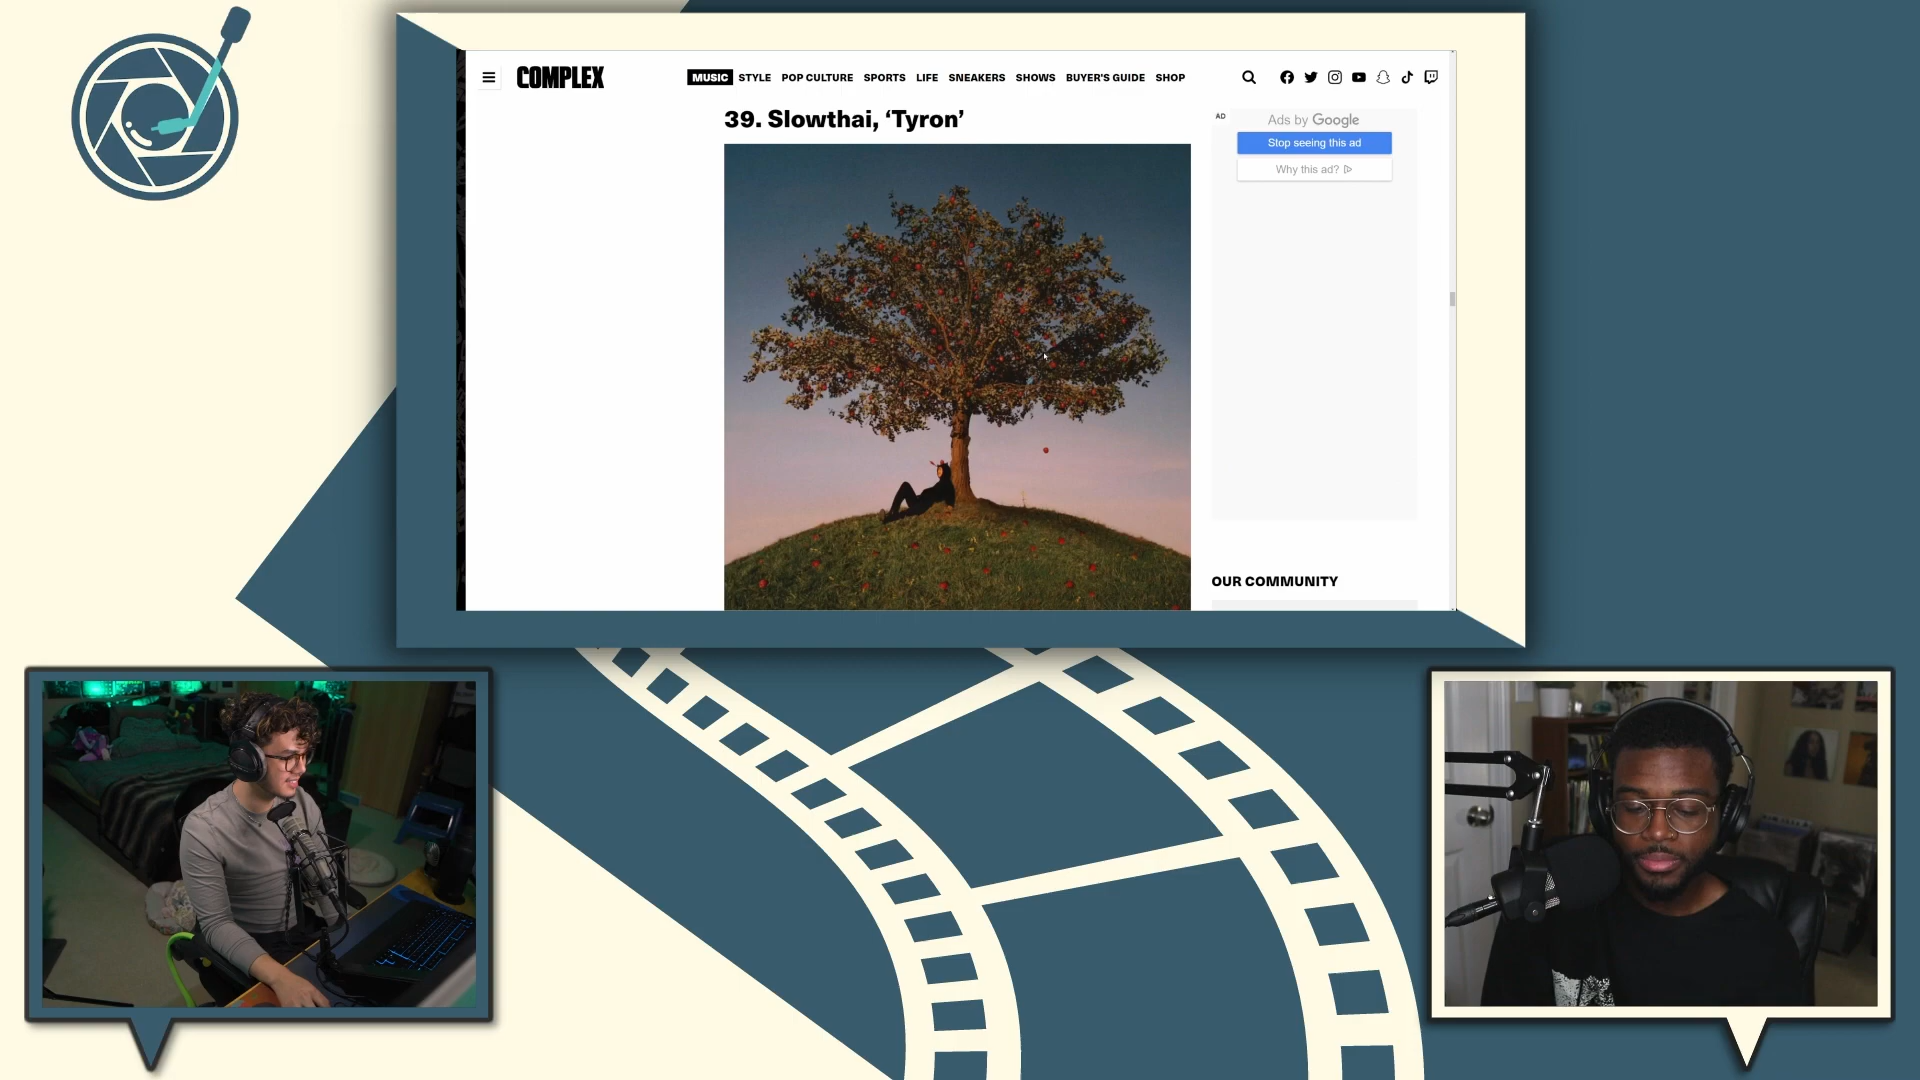 COMPLEX
MUSIC STYLE POP CULTURE SPORTS LIFE SNEAKERS SHOWS BUYER'S GUIDE SHOP
39. Slowthai, ‘Tyron’
AD
Ads by Google
Stop seeing this ad
Why this ad?
OUR COMMUNITY